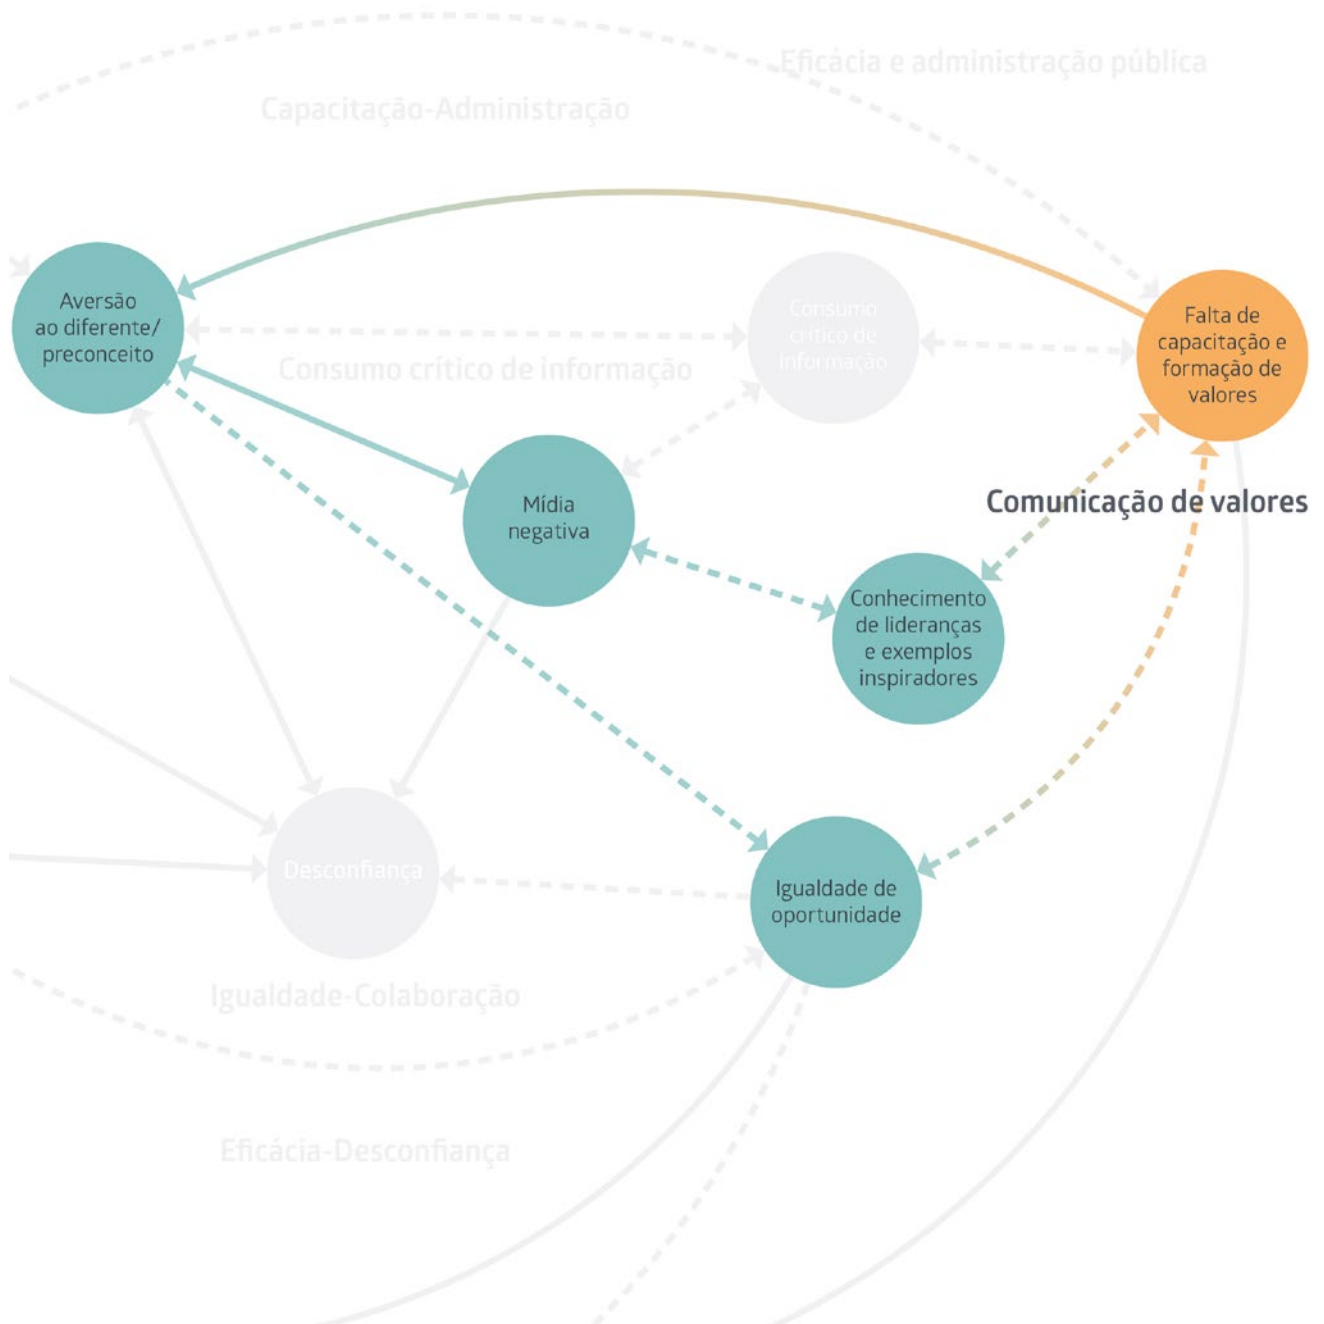 Eficácia e administração pública
Capacitação-Administração
Aversão
ao diferente/
preconceito
Consumo
crítico de
informação
Falta de
capacitação e
formação de
valores
Consumo crítico de informação
Mídia
negativa
Comunicação de valores
Conhecimento
de lideranças
e exemplos
inspiradores
Desconfiança
Igualdade de
oportunidade
Igualdade-Colaboração
Eficácia-Desconfiança